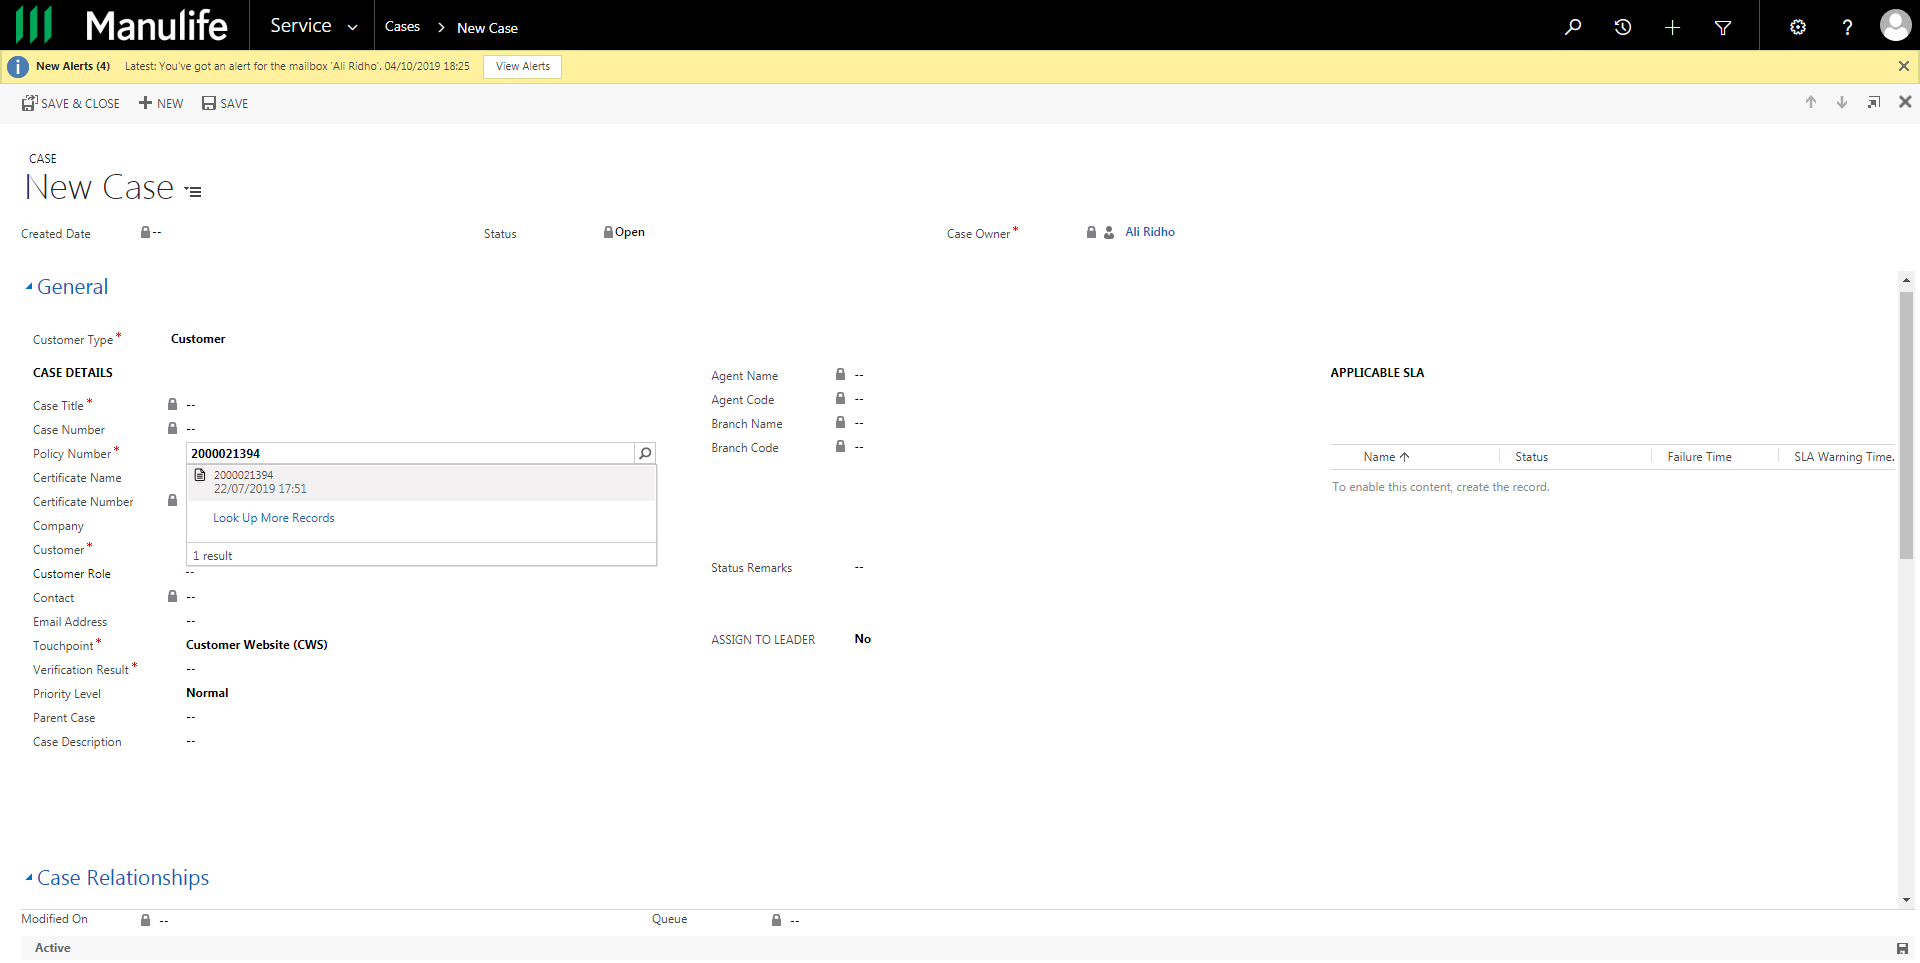 Manulife
Service
Cases
New Case
New Alerts (4)
Latest: You've got an alert for the mailbox 'Ali Ridho'. 04/10/2019 18:25
View Alerts
SAVE & CLOSE
NEW
SAVE
CASE
New Case
Created Date
--
Status
Open
Case Owner*
Ali Ridho
General
Customer Type*
Customer
CASE DETAILS
Case Title*
--
Case Number
--
Policy Number*
2000021394
2000021394
22/07/2019 17:51
Look Up More Records
1 result
Certificate Name
Certificate Number
Company
Customer*
Customer Role
--
Contact
--
Email Address
--
Touchpoint*
Customer Website (CWS)
Verification Result*
--
Priority Level
Normal
Parent Case
--
Case Description
--
Agent Name
--
Agent Code
--
Branch Name
--
Branch Code
--
Status Remarks
--
ASSIGN TO LEADER
No
APPLICABLE SLA
Name
Status
Failure Time
SLA Warning Time.
To enable this content, create the record.
Case Relationships
Modified On
--
Queue
--
Active